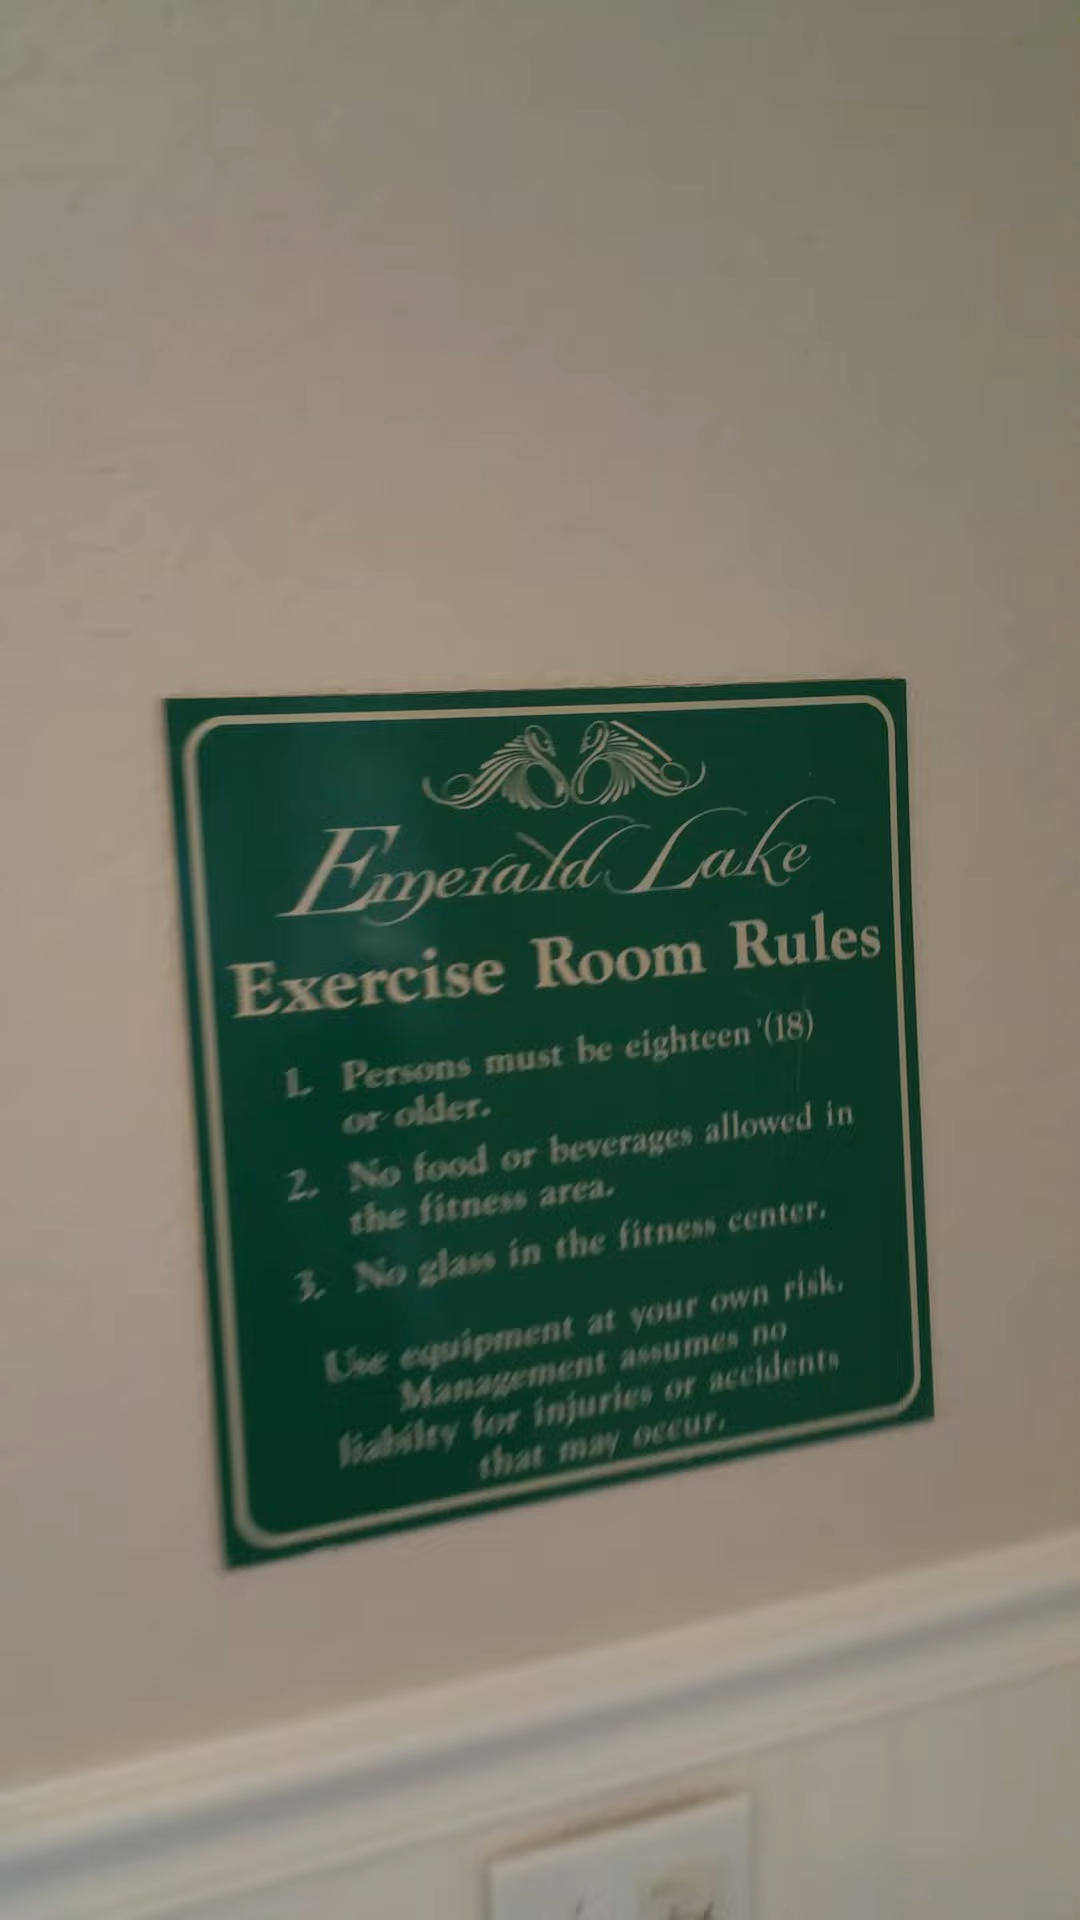 Emerald Lake
Exercise Room Rules
1. Persons must be eighteen (18)
or older.
2. No food or beverages allowed in
the fitness area.
3. No glass in the fitness center.
Use equipment at your own risk.
Management assumes no
liabilty for injuries or accidents
that may occur.